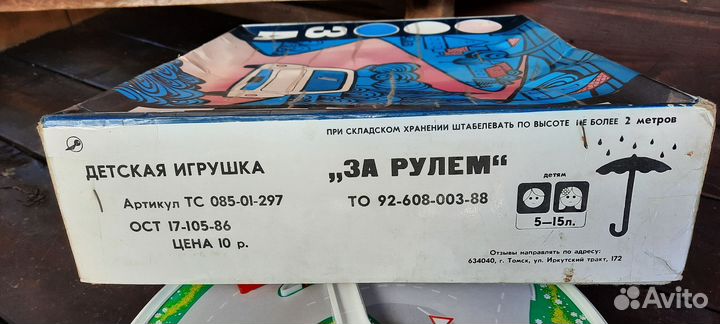 ПРИ СКЛАДСКОМ ХРАНЕНИИ ШТАБЕЛЕВАТЬ ПО ВЫСОТЕ НЕ БОЛЕЕ 2 метров
ДЕТСКАЯ ИГРУШКА
„ЗА РУЛЕМ“
детям
Артикул ТС 085-01-297
ТО 92-608-003-88
5—15 л.
ОСТ 17-105-86
ЦЕНА 10 р.
Отзывы направлять по адресу:
634040, г. Томск, ул. Иркутский тракт, 172
Avito